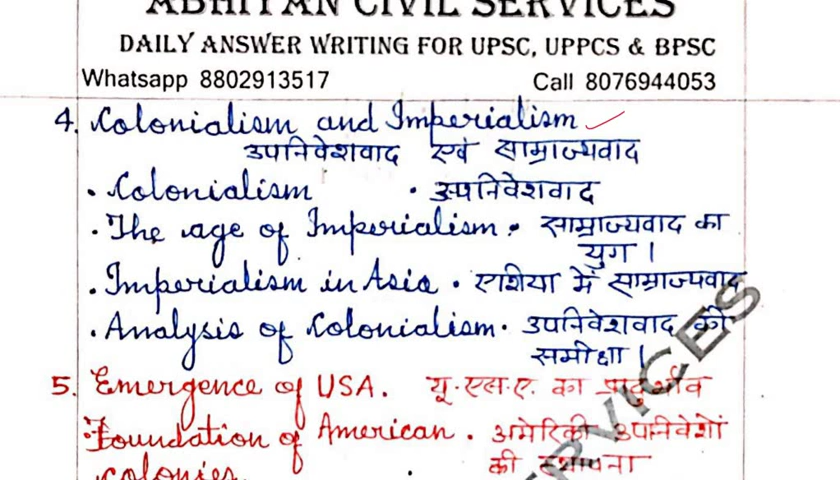 ABHIYAN CIVIL SERVICES
DAILY ANSWER WRITING FOR UPSC, UPPCS & BPSC
Whatsapp 8802913517 Call 8076944053
4. Colonialism and Imperialism
उपनिवेशवाद एवं साम्राज्यवाद
• Colonialism • उपनिवेशवाद
• The age of Imperialism • साम्राज्यवाद का
युग ।
• Imperialism in Asia • एशिया में साम्राज्यवाद
• Analysis of Colonialism • उपनिवेशवाद की
समीक्षा ।
5. Emergence of USA. यू.एस.ए. का प्रादुर्भाव
• Foundation of American • अमेरिकी उपनिवेशों
colonies. की स्थापना
SERVICES